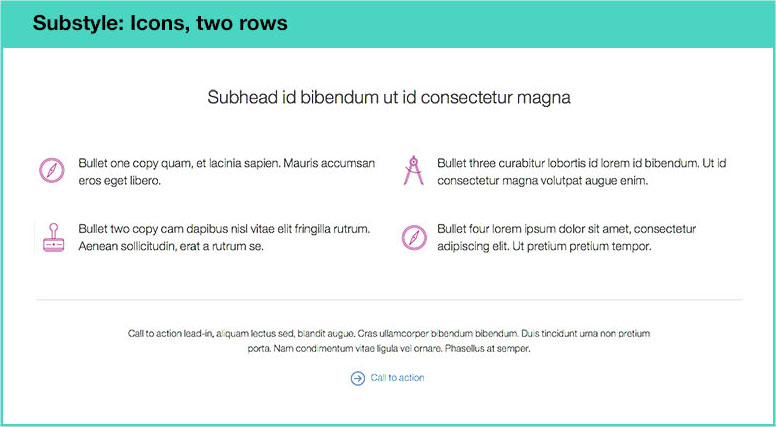 Substyle: Icons, two rows
Subhead id bibendum ut id consectetur magna
Bullet one copy quam, et lacinia sapien. Mauris accumsan
eros eget libero.
Bullet two copy cam dapibus nisl vitae elit fringilla rutrum.
Aenean sollicitudin, erat a rutrum se.
Bullet three curabitur lobortis id lorem id bibendum. Ut id
consectetur magna volutpat augue enim.
Bullet four lorem ipsum dolor sit amet, consectetur
adipiscing elit. Ut pretium pretium tempor.
Call to action lead-in, aliquam lectus sed, blandit augue. Cras ullamcorper bibendum bibendum. Duis tincidunt urna non pretium
porta. Nam condimentum vitae ligula vel ornare. Phasellus at semper.
Call to action